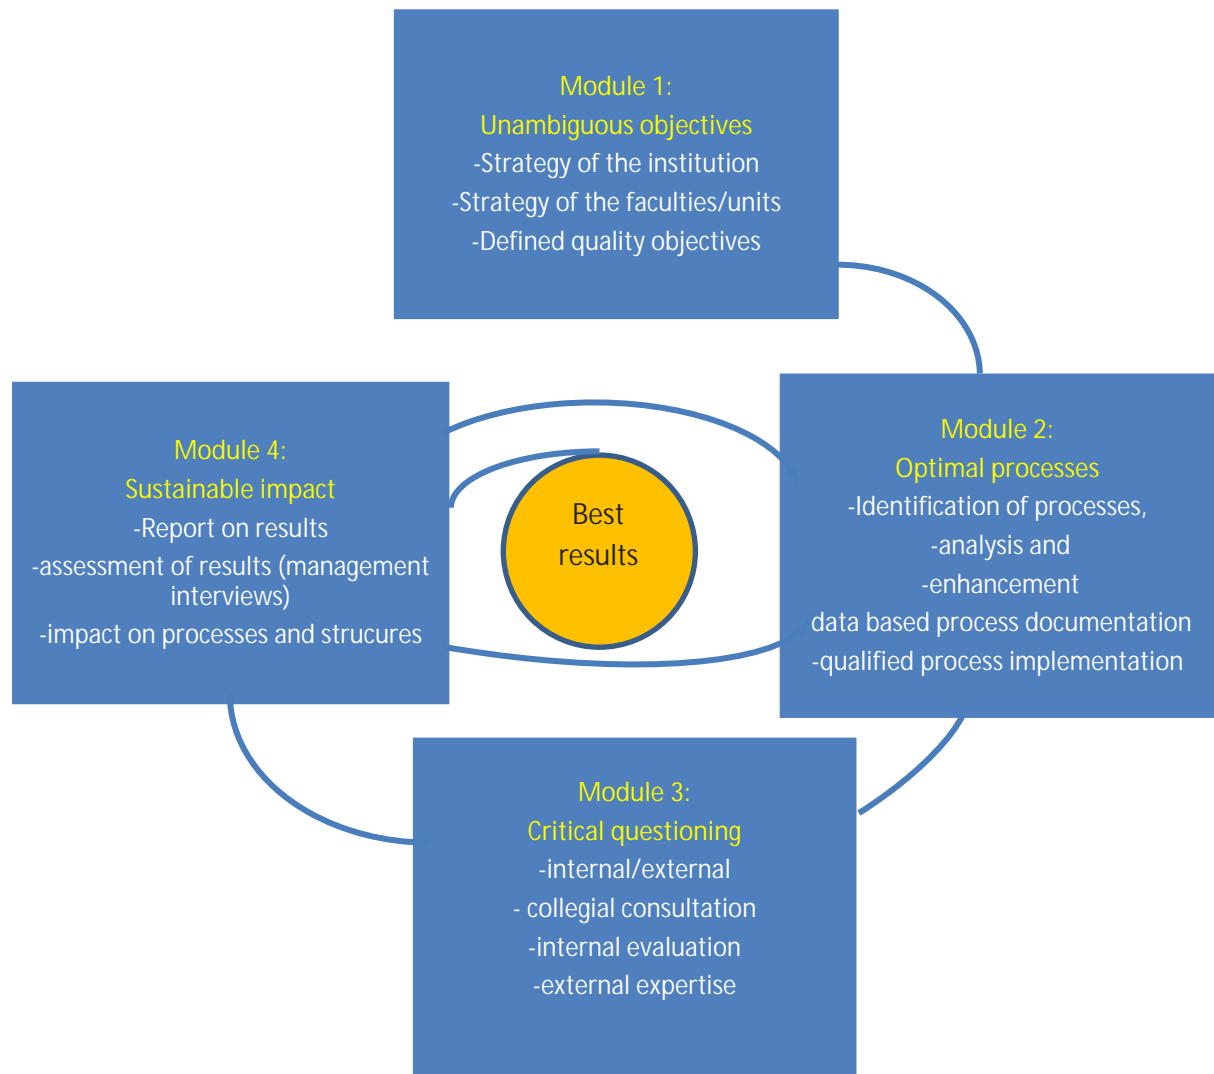 Module 1:
Unambiguous objectives
-Strategy of the institution
-Strategy of the faculties/units
-Defined quality objectives
Module 4:
Sustainable impact
-Report on results
-assessment of results (management
interviews)
-impact on processes and strucures
Best
results
Module 2:
Optimal processes
-Identification of processes,
-analysis and
-enhancement
data based process documentation
-qualified process implementation
Module 3:
Critical questioning
-internal/external
- collegial consultation
-internal evaluation
-external expertise